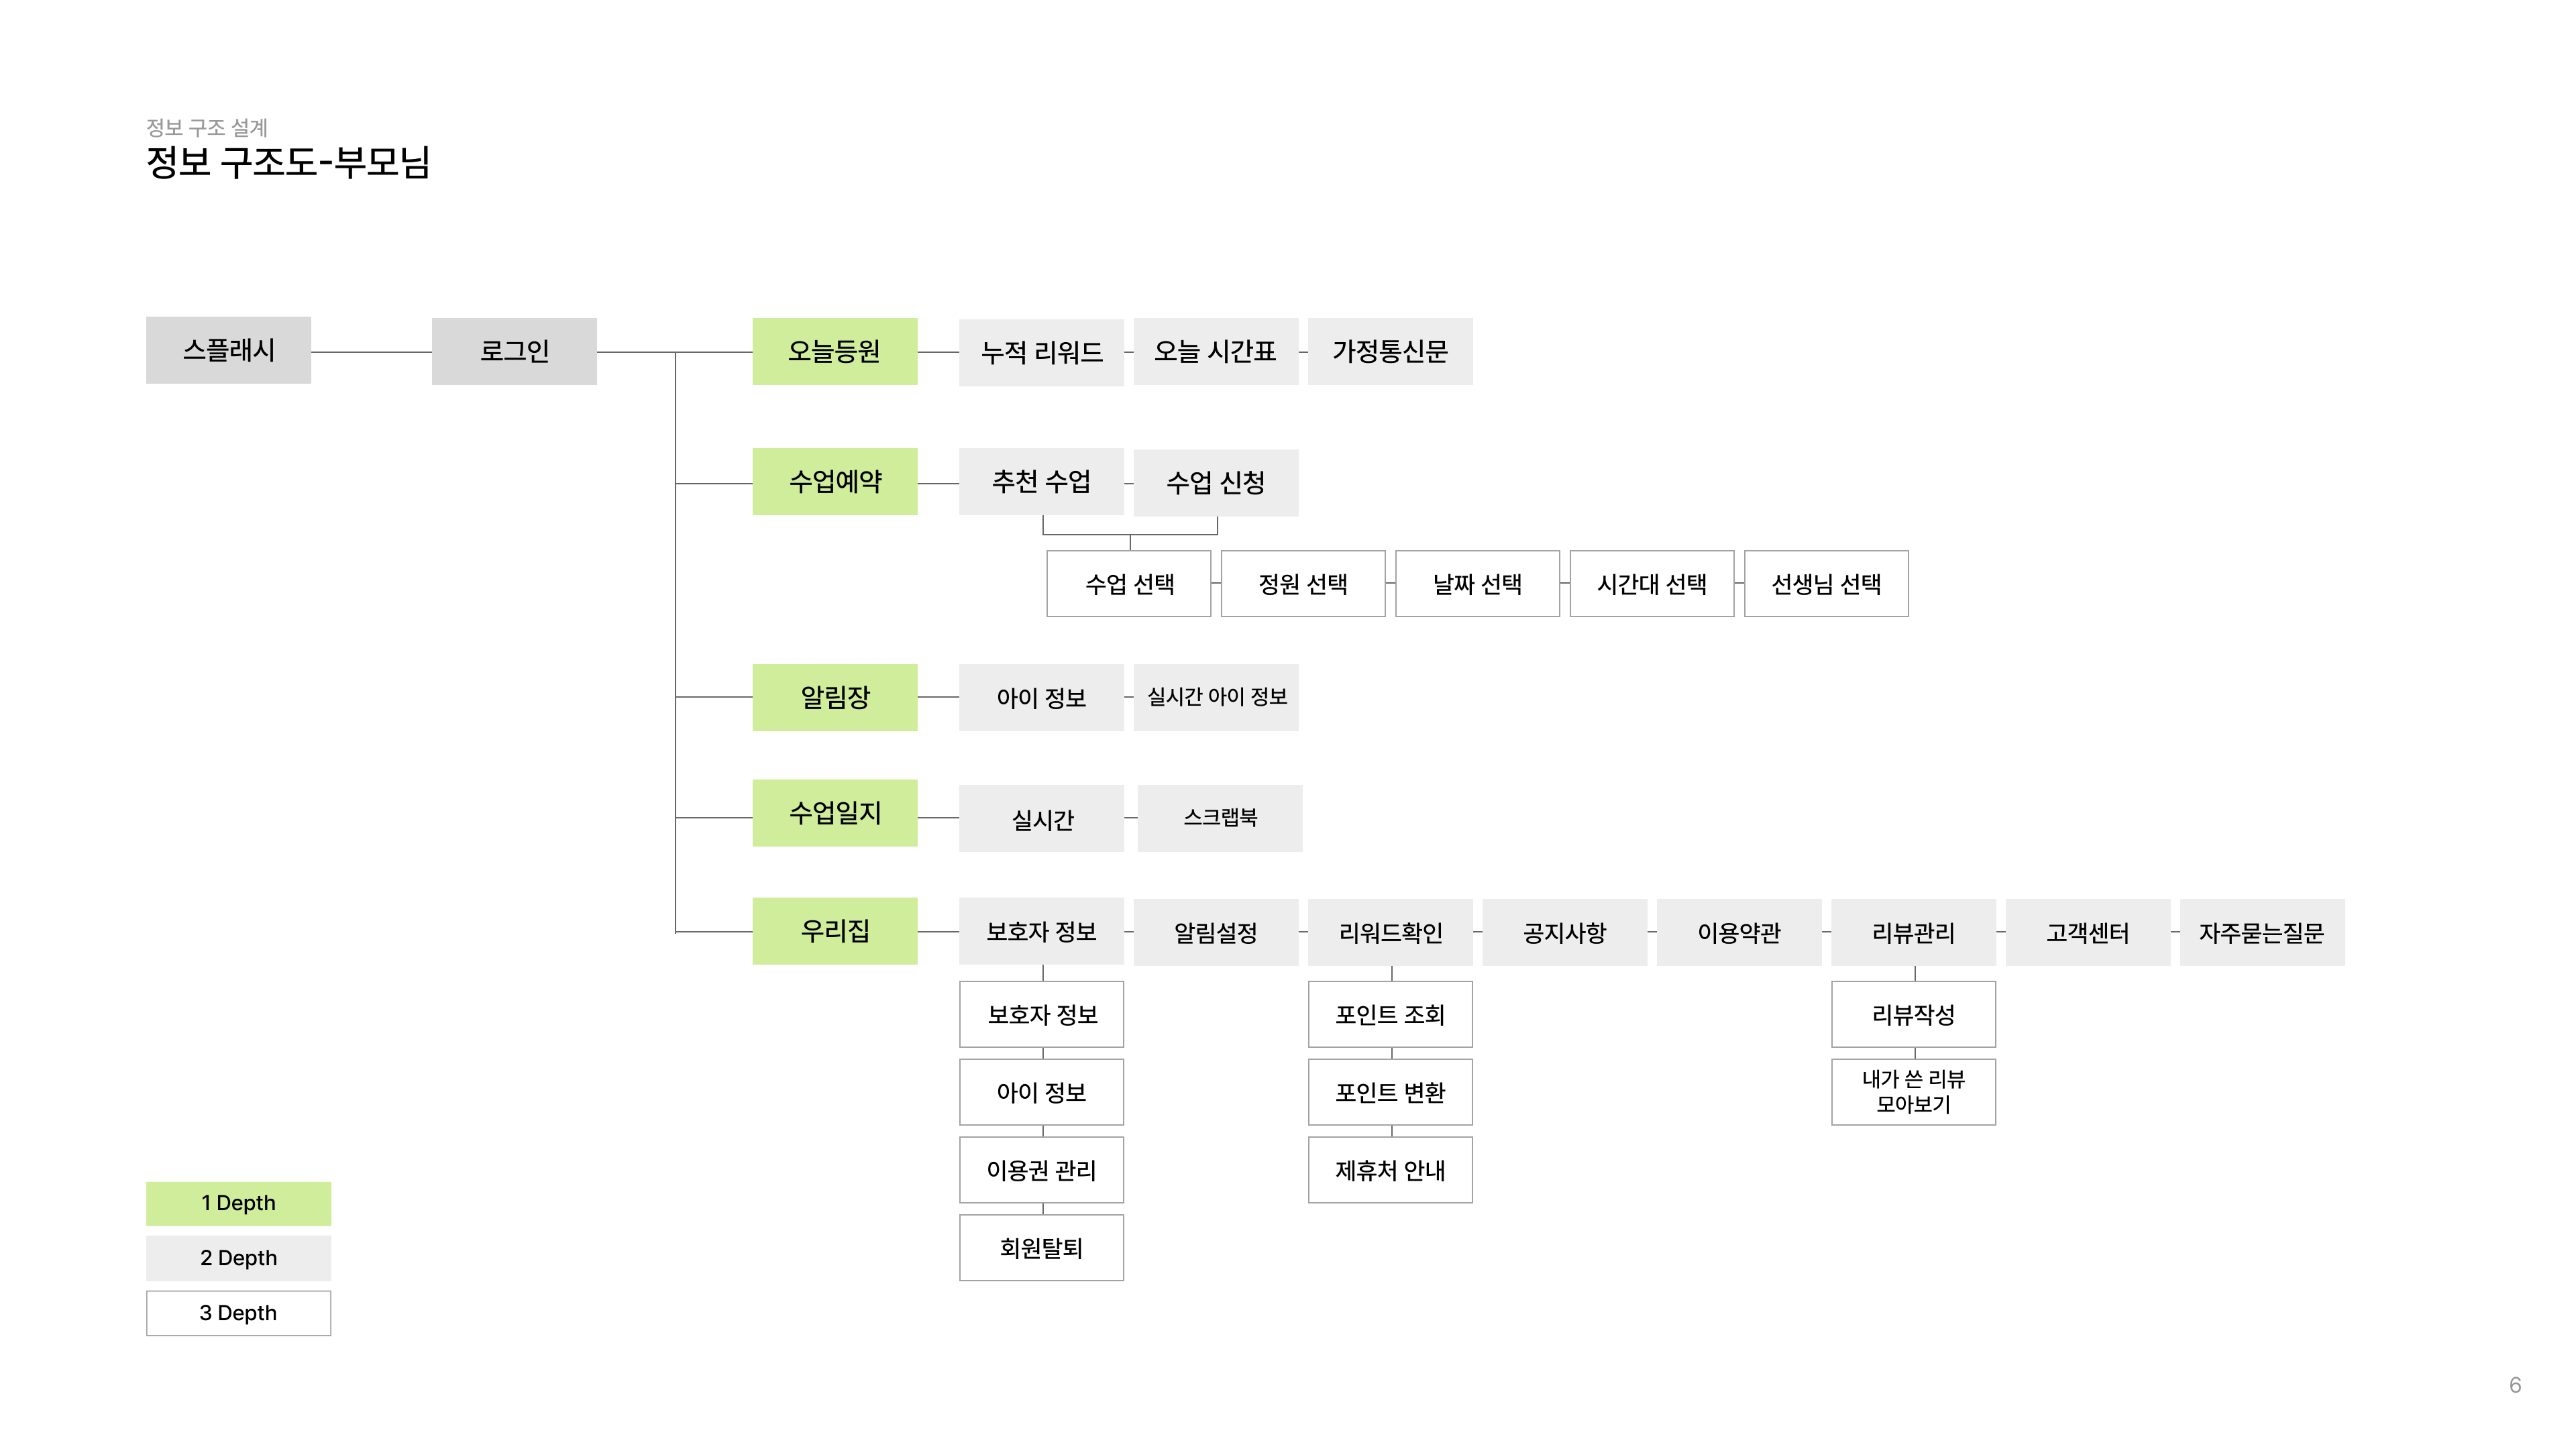 정보 구조 설계
정보 구조도-부모님
스플래시
로그인
오늘등원
누적 리워드
오늘 시간표
가정통신문
수업예약
추천 수업
수업 신청
수업 선택
정원 선택
날짜 선택
시간대 선택
선생님 선택
알림장
아이 정보
실시간 아이 정보
수업일지
실시간
스크랩북
우리집
보호자 정보
알림설정
리워드확인
공지사항
이용약관
리뷰관리
고객센터
자주묻는질문
보호자 정보
포인트 조회
리뷰작성
아이 정보
포인트 변환
내가 쓴 리뷰
모아보기
이용권 관리
제휴처 안내
회원탈퇴
1 Depth
2 Depth
3 Depth
6